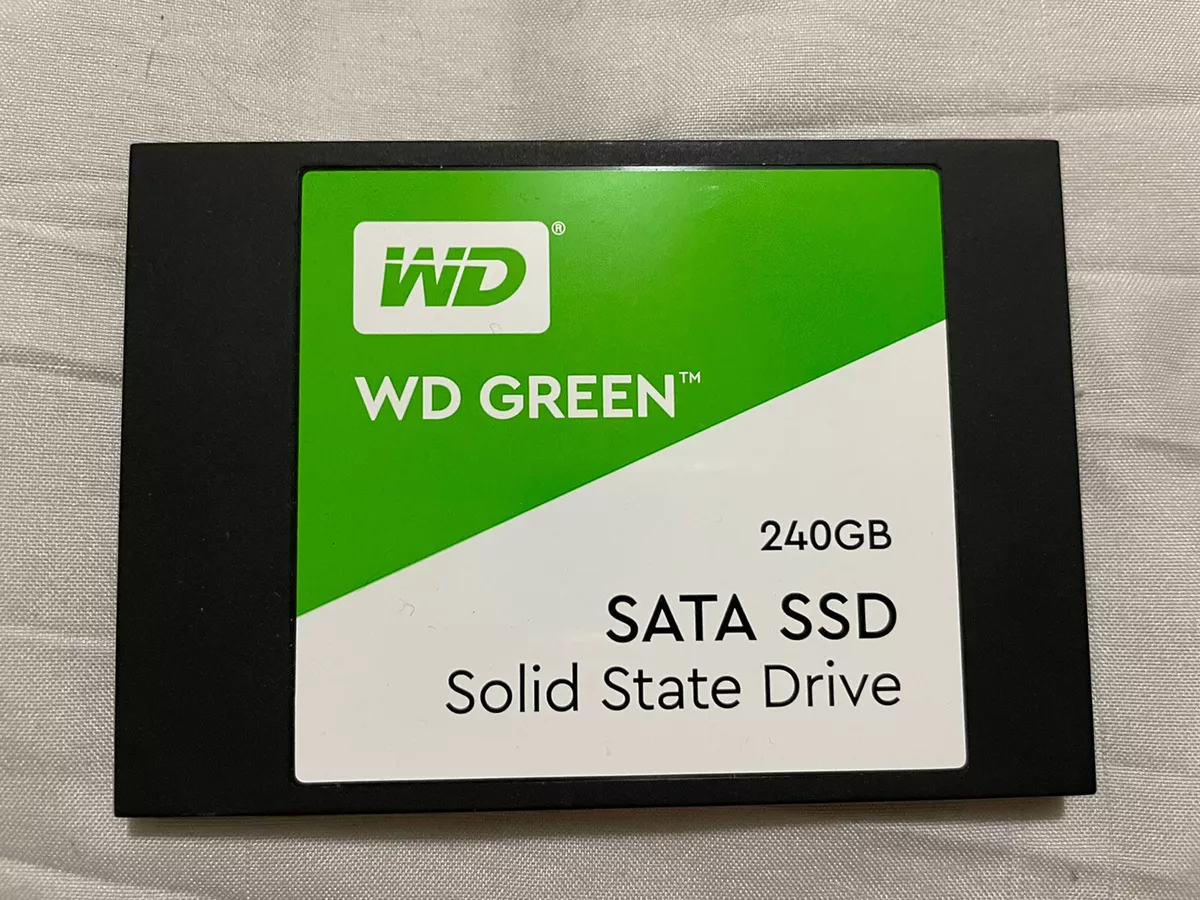 WD®
WD GREEN™
240GB
SATA SSD
Solid State Drive